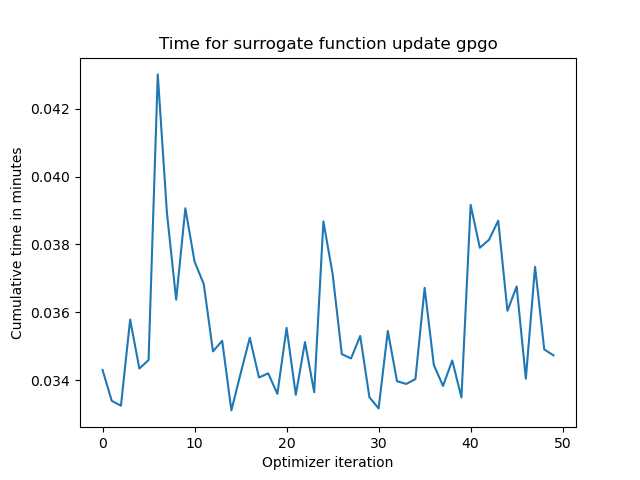 Time for surrogate function update gpgo
Cumulative time in minutes
0.042
0.040
0.038
0.036
0.034
0 10 20 30 40 50
Optimizer iteration